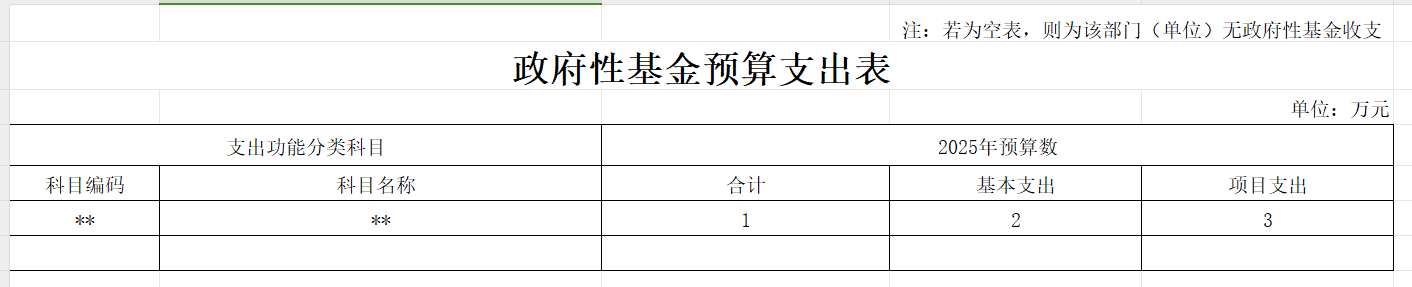 注：若为空表，则为该部门（单位）无政府性基金收支
政府性基金预算支出表
单位：万元
支出功能分类科目 2025年预算数
科目编码 科目名称 合计 基本支出 项目支出
** ** 1 2 3